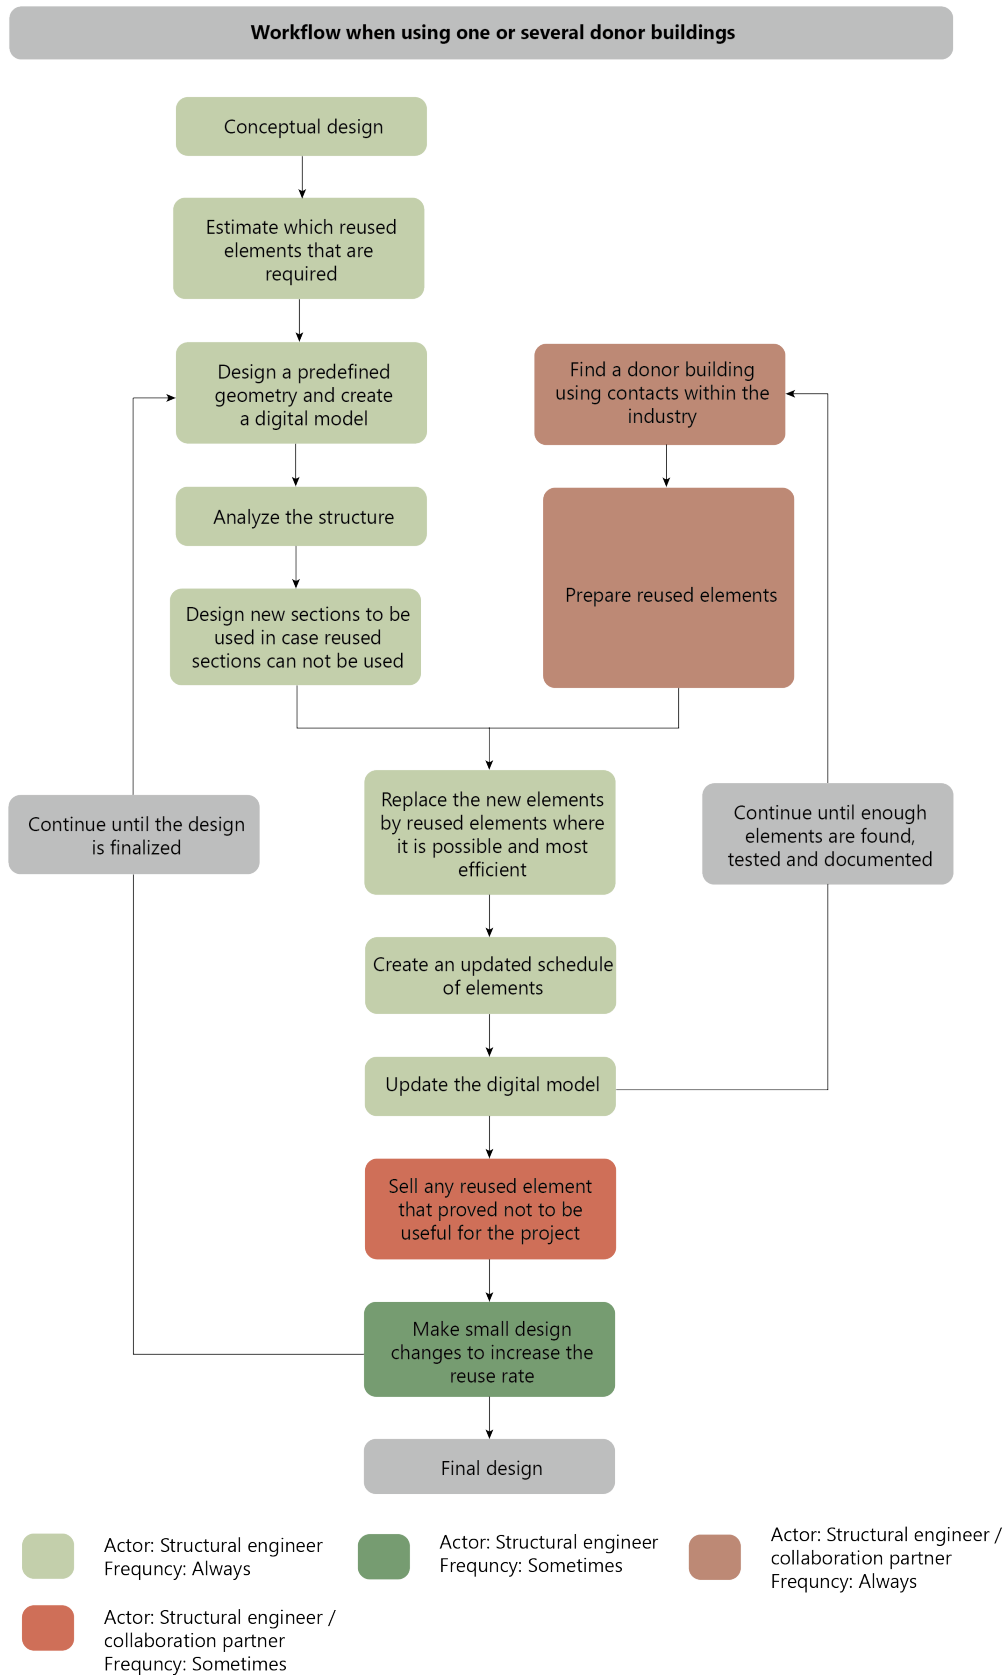 Workflow when using one or several donor buildings
Conceptual design
Estimate which reused
elements that are
required
Design a predefined
geometry and create
a digital model
Find a donor building
using contacts within the
industry
Analyze the structure
Prepare reused elements
Design new sections to be
used in case reused
sections can not be used
Replace the new elements
by reused elements where
it is possible and most
efficient
Continue until the design
is finalized
Continue until enough
elements are found,
tested and documented
Create an updated schedule
of elements
Update the digital model
Sell any reused element
that proved not to be
useful for the project
Make small design
changes to increase the
reuse rate
Final design
Actor: Structural engineer
Frequncy: Always
Actor: Structural engineer
Frequncy: Sometimes
Actor: Structural engineer /
collaboration partner
Frequncy: Always
Actor: Structural engineer /
collaboration partner
Frequncy: Sometimes